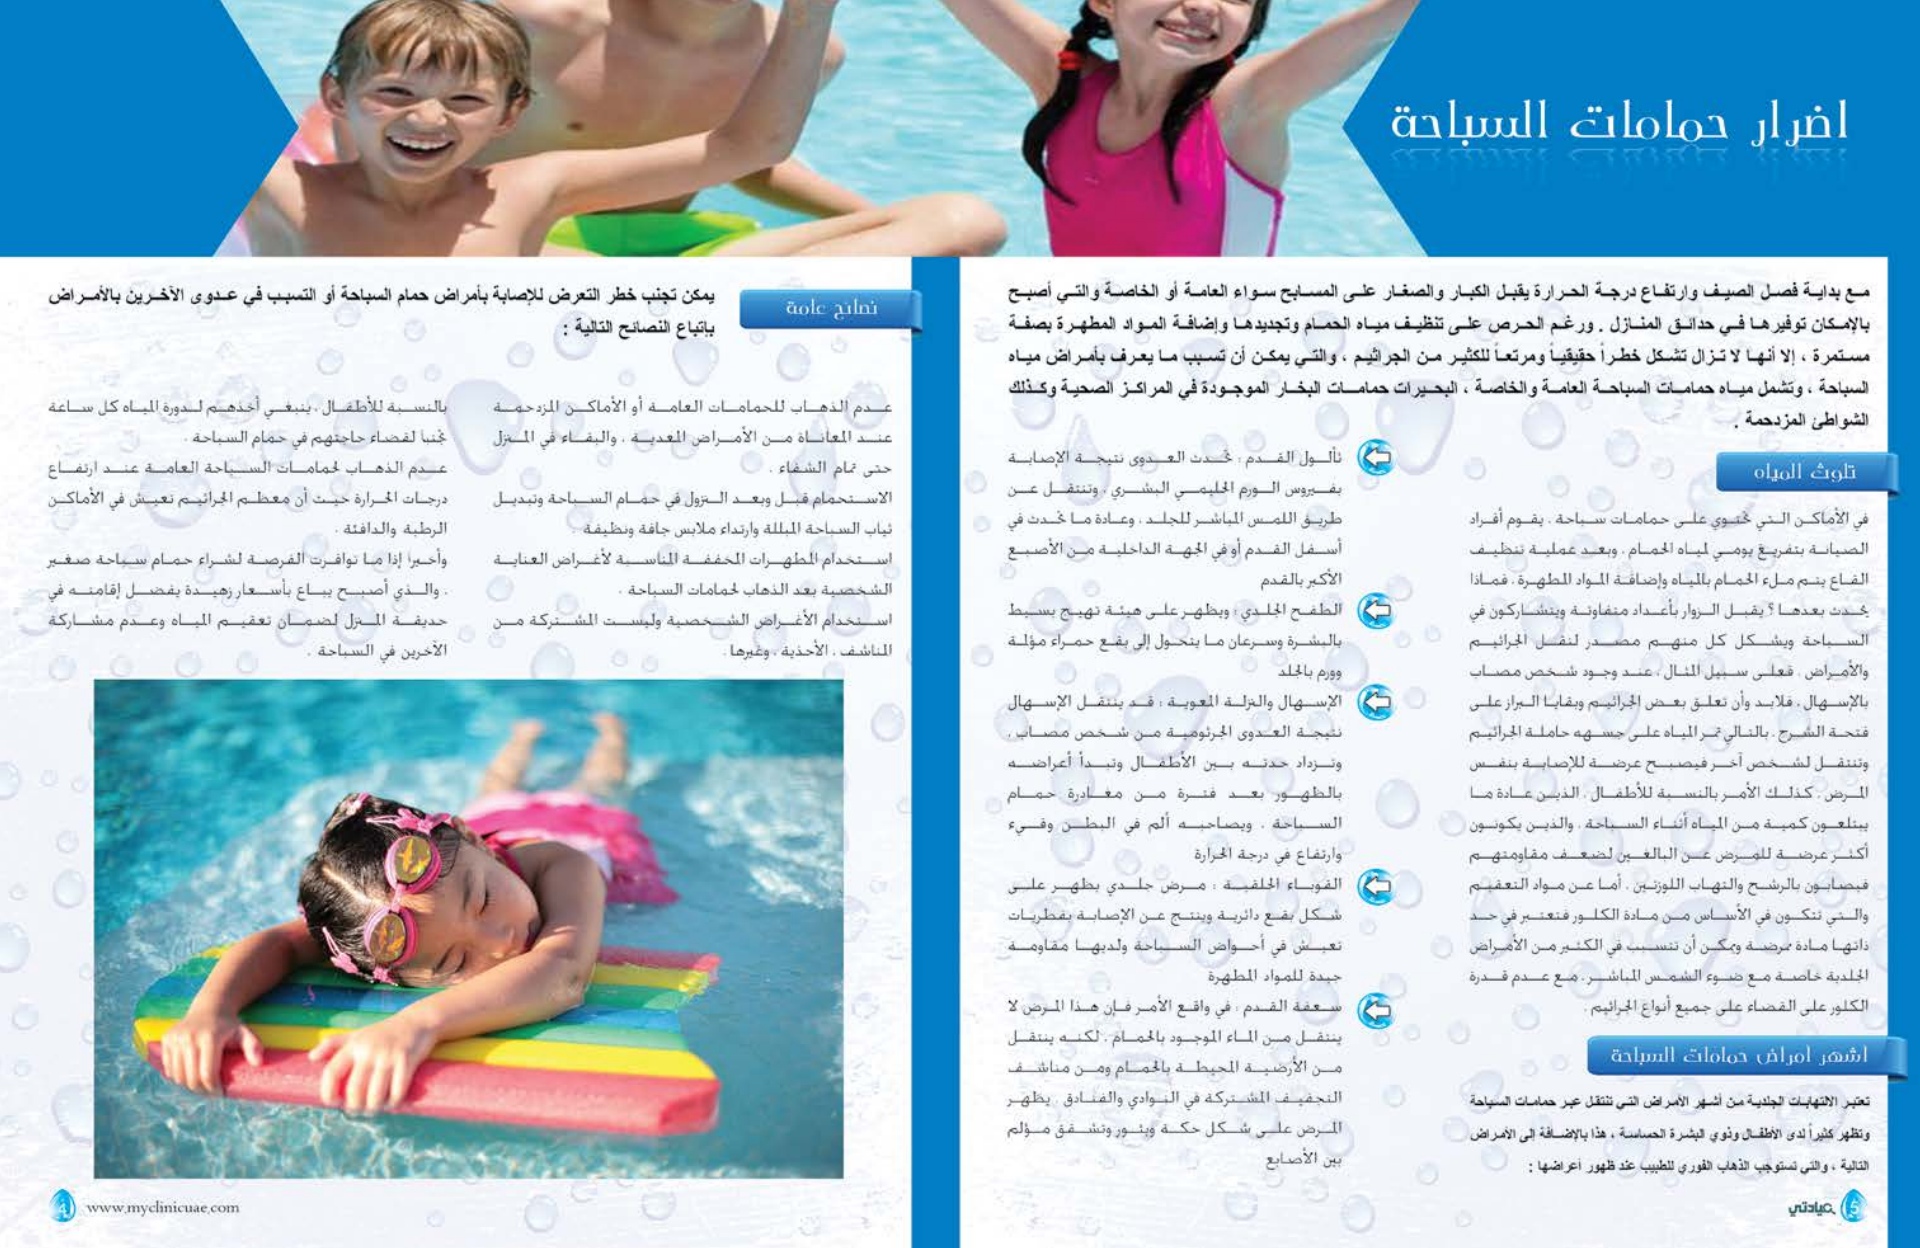 اضرار حمامات السباحة
مع بداية فصل الصيف وارتفاع درجة الحرارة يقبل الكبار والصغار على المسابح سواء العامة أو الخاصة والتي أصبح
بالإمكان توفيرها في حدائق المنازل . ورغم الحرص على تنظيف مياه الحمام وتجديدها وإضافة المواد المطهرة بصفة
مستمرة ، إلا أنها لا تزال تشكل خطراً حقيقياً ومرتعاً للكثير من الجراثيم ، والتي يمكن أن تسبب ما يعرف بأمراض مياه
السباحة ، وتشمل مياه حمامات السباحة العامة والخاصة ، البحيرات حمامات البخار الموجودة في المراكز الصحية وكذلك
الشواطئ المزدحمة .
تلوث المياه
في الأماكن التي تحتوي على حمامات سباحة ، يقوم أفراد
الصيانة بتفريغ يومي لمياه الحمام ، وبعد عملية تنظيف
القاع يتم ملء الحمام بالمياه وإضافة المواد المطهرة ، فماذا
يحدث بعدها ؟ يقبل الزوار بأعداد متفاوتة ويتشاركون في
السباحة ويشكل كل منهم مصدر لنقل الجراثيم
والأمراض ، فعلى سبيل المثال ، عند وجود شخص مصاب
بالإسهال ، فلابد وأن تعلق بعض الجراثيم وبقايا البراز على
فتحة الشرج ، بالتالي تمر المياه على جسمه حاملة الجراثيم
وتنتقل لشخص آخر فيصبح عرضة للإصابة بنفس
المرض ، كذلك الأمر بالنسبة للأطفال ، الذين عادة ما
يبتلعون كمية من المياه أثناء السباحة ، والذين يكونون
أكثر عرضة للمرض عن البالغين لضعف مقاومتهم
فيصابون بالرشح والتهاب اللوزتين . أما عن مواد التعقيم
والتي تتكون في الأساس من مادة الكلور فتعتبر في حد
ذاتها مادة ممرضة ويمكن أن تتسبب في الكثير من الأمراض
الجلدية خاصة مع ضوء الشمس المباشر ، مع عدم قدرة
الكلور على القضاء على جميع أنواع الجراثيم .
أشهر أمراض حمامات السباحة
تعتبر الالتهابات الجلدية من أشهر الأمراض التي تنتقل عبر حمامات السباحة
وتظهر كثيراً لدى الأطفال وذوي البشرة الحساسة ، هذا بالإضافة إلى الأمراض
التالية ، والتي تستوجب الذهاب الفوري للطبيب عند ظهور أعراضها :
ثألول القدم : تحدث العدوى نتيجة الإصابة
بفيروس الورم الحليمي البشري ، وتنتقل عن
طريق اللمس المباشر للجلد ، وعادة ما تحدث في
أسفل القدم أو في الجهة الداخلية من الأصبع
الأكبر بالقدم
الطفح الجلدي : ويظهر على هيئة تهيج بسيط
بالبشرة وسرعان ما يتحول إلى بقع حمراء مؤلمة
وورم بالجلد
الإسهال والنزلة المعوية : قد ينتقل الإسهال
نتيجة العدوى الجرثومية من شخص مصاب ،
وتزداد حدته بين الأطفال وتبدأ أعراضه
بالظهور بعد فترة من مغادرة حمام
السباحة ، ويصاحبه ألم في البطن وقيء
وارتفاع في درجة الحرارة
القوباء الحلقية : مرض جلدي يظهر على
شكل بقع دائرية وينتج عن الإصابة بفطريات
تعيش في أحواض السباحة ولديها مقاومة
جيدة للمواد المطهرة
سعفة القدم : في واقع الأمر فإن هذا المرض لا
ينتقل من الماء الموجود بالحمام ، لكنه ينتقل
من الأرضية المحيطة بالحمام ومن مناشف
التجفيف المشتركة في النوادي والفنادق . يظهر
المرض على شكل حكة وبثور وتشقق مؤلم
بين الأصابع
5 عيادتي
نصائح عامة
يمكن تجنب خطر التعرض للإصابة بأمراض حمام السباحة أو التسبب في عدوى الآخرين بالأمراض
بإتباع النصائح التالية :
عدم الذهاب للحمامات العامة أو الأماكن المزدحمة
عند المعاناة من الأمراض المعدية ، والبقاء في المنزل
حتى تمام الشفاء .
الاستحمام قبل وبعد النزول في حمام السباحة وتبديل
ثياب السباحة المبللة وارتداء ملابس جافة ونظيفة .
استخدام المطهرات المخففة المناسبة لأغراض العناية
الشخصية بعد الذهاب لحمامات السباحة .
استخدام الأغراض الشخصية وليست المشتركة من
المناشف ، الأحذية ، وغيرها .
بالنسبة للأطفال ، ينبغي أخذهم لدورة المياه كل ساعة
تجنبا لقضاء حاجتهم في حمام السباحة .
عدم الذهاب لحمامات السباحة العامة عند ارتفاع
درجات الحرارة حيث أن معظم الجراثيم تعيش في الأماكن
الرطبة والدافئة .
وأخيرا إذا ما توافرت الفرصة لشراء حمام سباحة صغير
، والذي أصبح يباع بأسعار زهيدة يفضل إقامته في
حديقة المنزل لضمان تعقيم المياه وعدم مشاركة
الآخرين في السباحة .
4 www.myclinicuae.com